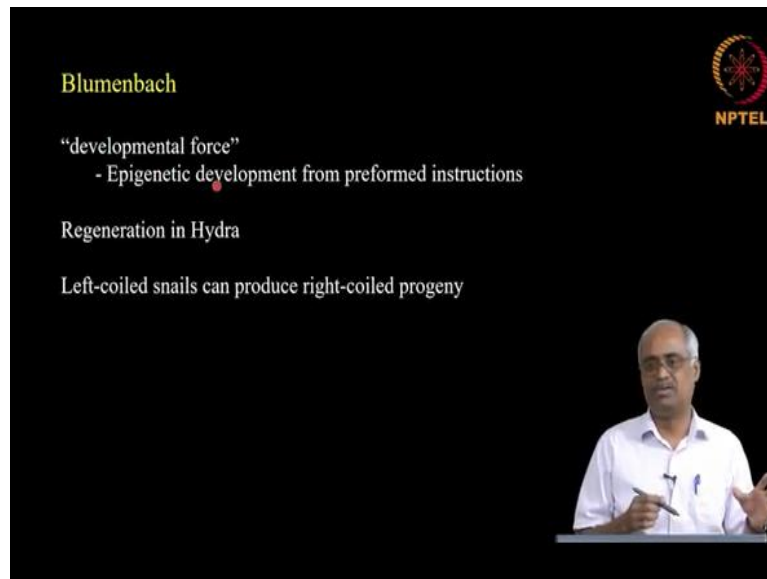 Blumenbach
NPTEL
“developmental force”
- Epigenetic development from preformed instructions
Regeneration in Hydra
Left-coiled snails can produce right-coiled progeny